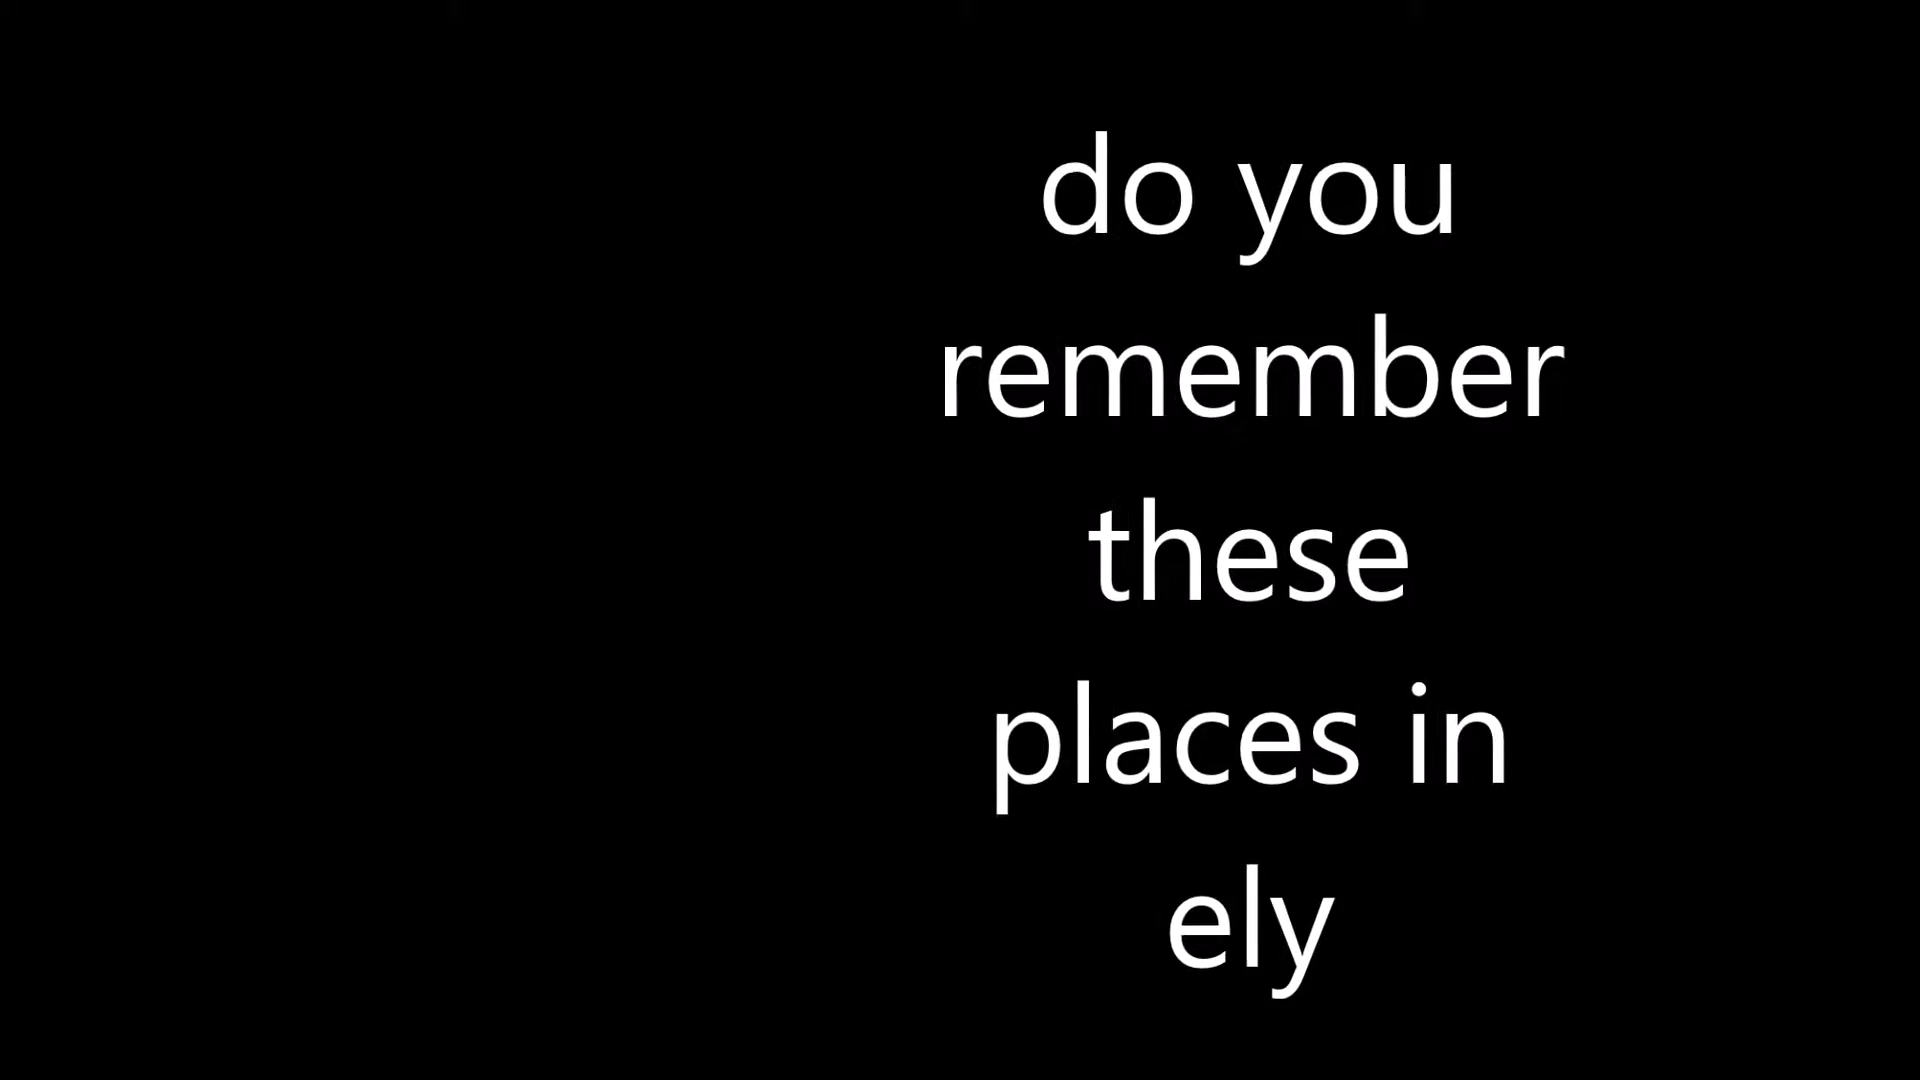 do you
remember
these
places in
ely